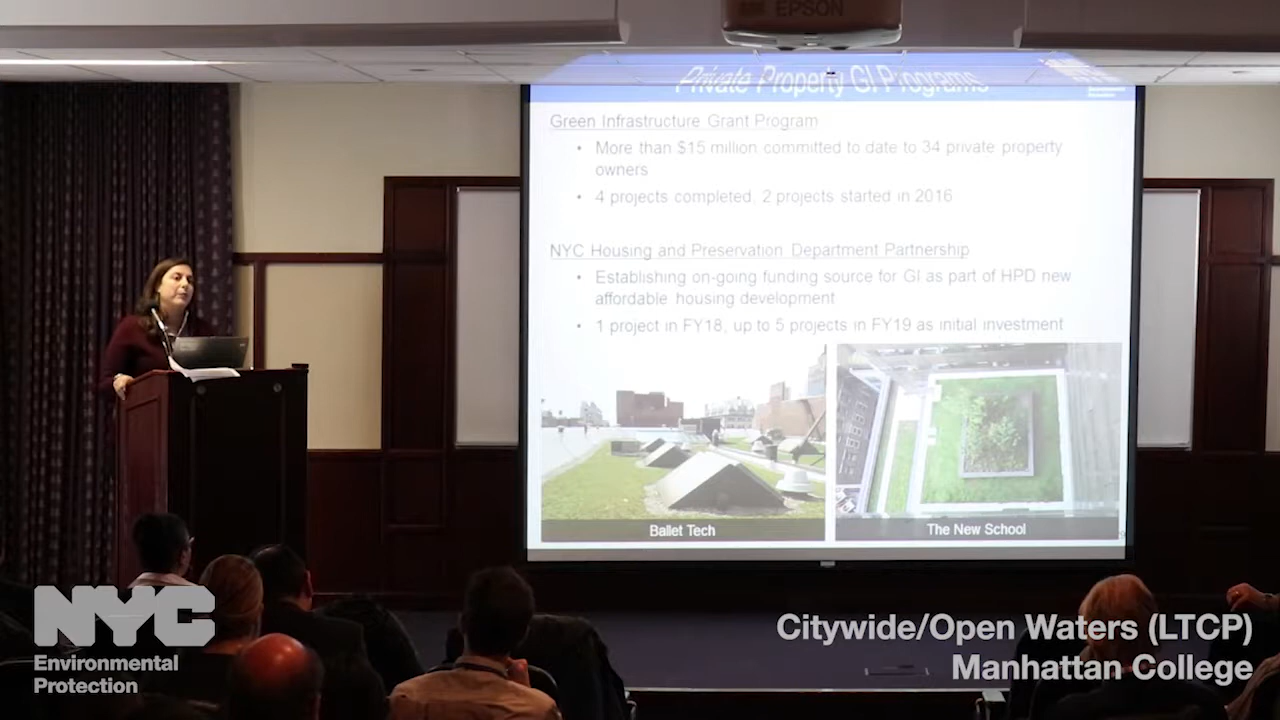 EPSON
Private Property GI Programs
Green Infrastructure Grant Program
• More than $15 million committed to date to 34 private property
owners
• 4 projects completed. 2 projects started in 2016
NYC Housing and Preservation Department Partnership
• Establishing on-going funding source for GI as part of HPD new
affordable housing development
• 1 project in FY18, up to 5 projects in FY19 as initial investment
Ballet Tech
The New School
NYC
Environmental
Protection
Citywide/Open Waters (LTCP)
Manhattan College